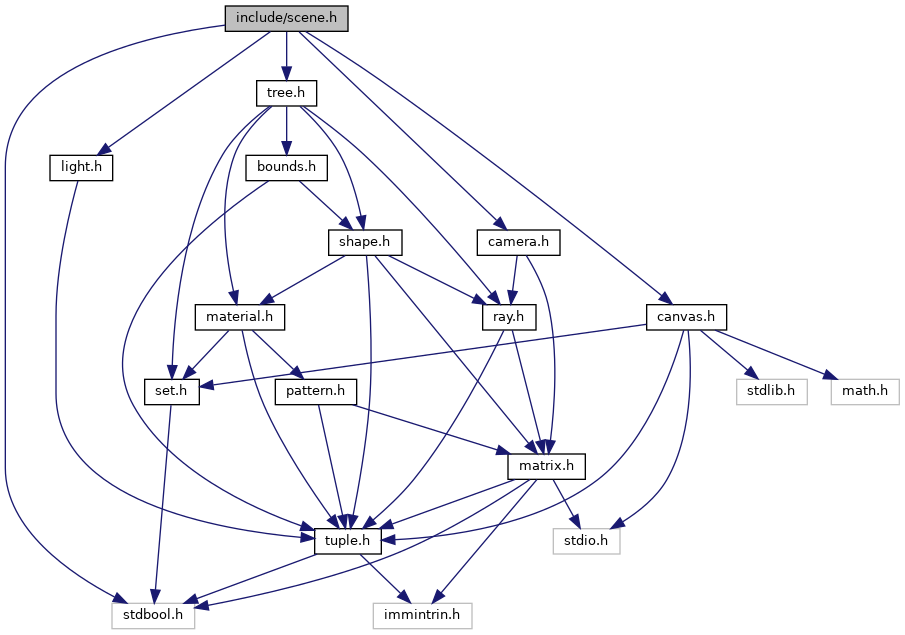 include/scene.h
tree.h
light.h
bounds.h
shape.h
camera.h
material.h
ray.h
canvas.h
set.h
pattern.h
stdlib.h
math.h
matrix.h
tuple.h
stdio.h
stdbool.h
immintrin.h